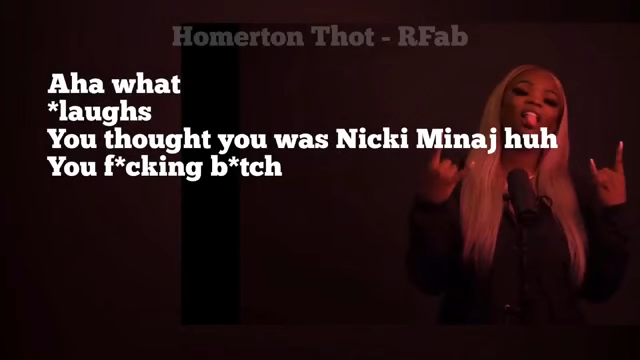 Homerton Thot - RFab
Aha what
*laughs
You thought you was Nicki Minaj huh
You f*cking b*tch